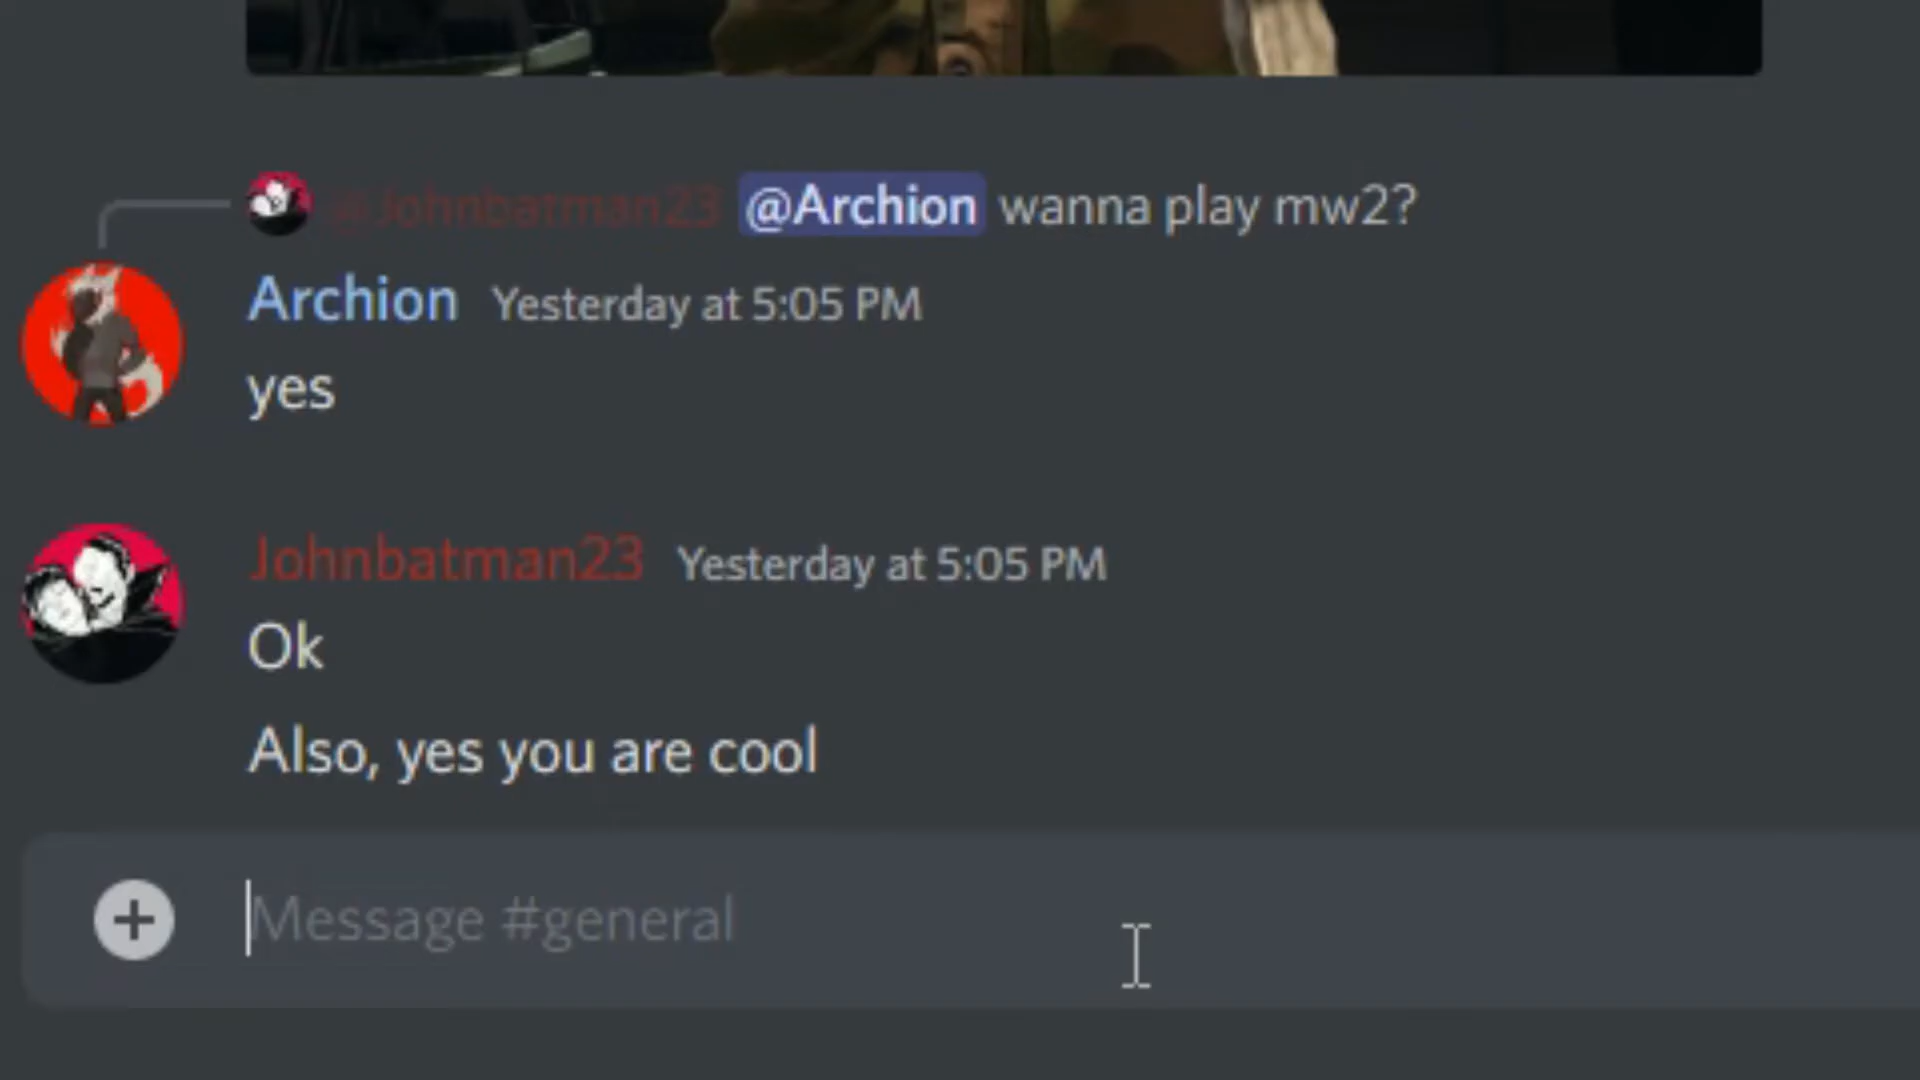 @Johnbatman23 @Archion wanna play mw2?
Archion Yesterday at 5:05 PM
yes
Johnbatman23 Yesterday at 5:05 PM
Ok
Also, yes you are cool
Message #general